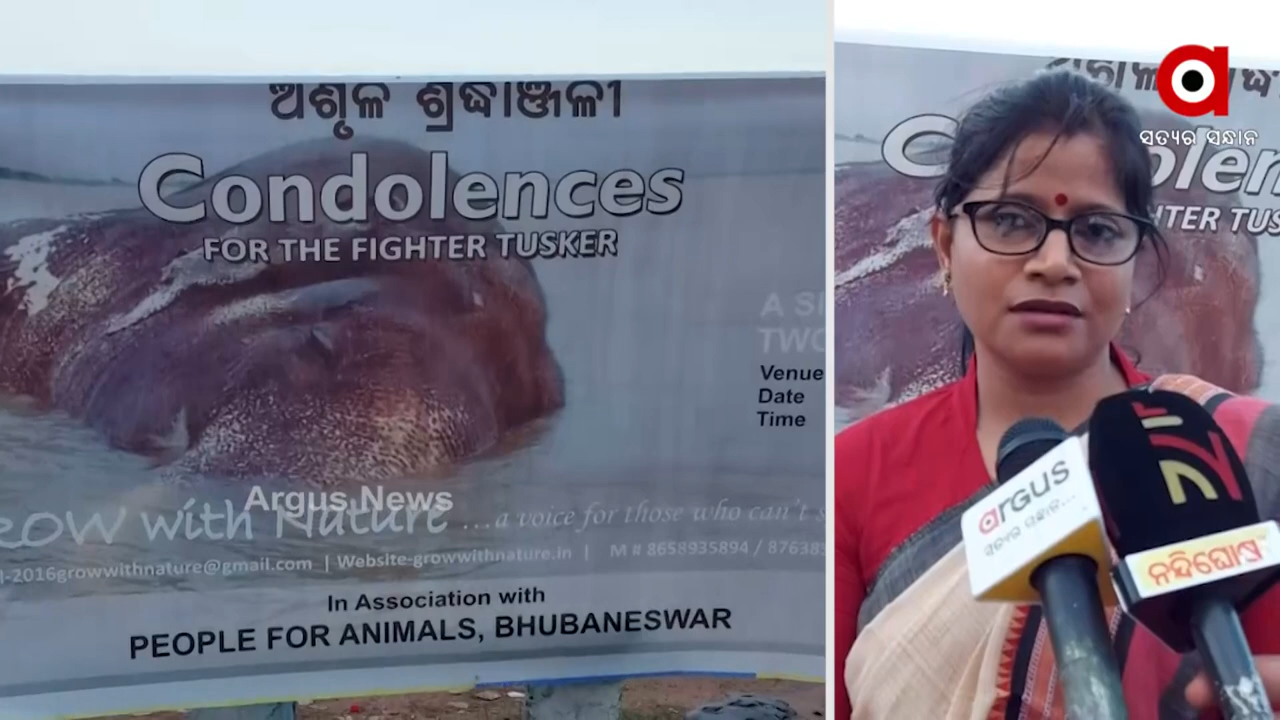 ଅଶ୍ରୁଳ ଶ୍ରଦ୍ଧାଞ୍ଜଳୀ
Condolences
FOR THE FIGHTER TUSKER
Venue
Date
Time
Argus News
with Nature ...a voice for those who can't
2016growwithnature@gmail.com | Website-growwithnature.in | M # 8658935894 /
In Association with
PEOPLE FOR ANIMALS, BHUBANESWAR
ସତ୍ୟର ସନ୍ଧାନ
ARGUS
ନନ୍ଦିଘୋଷ